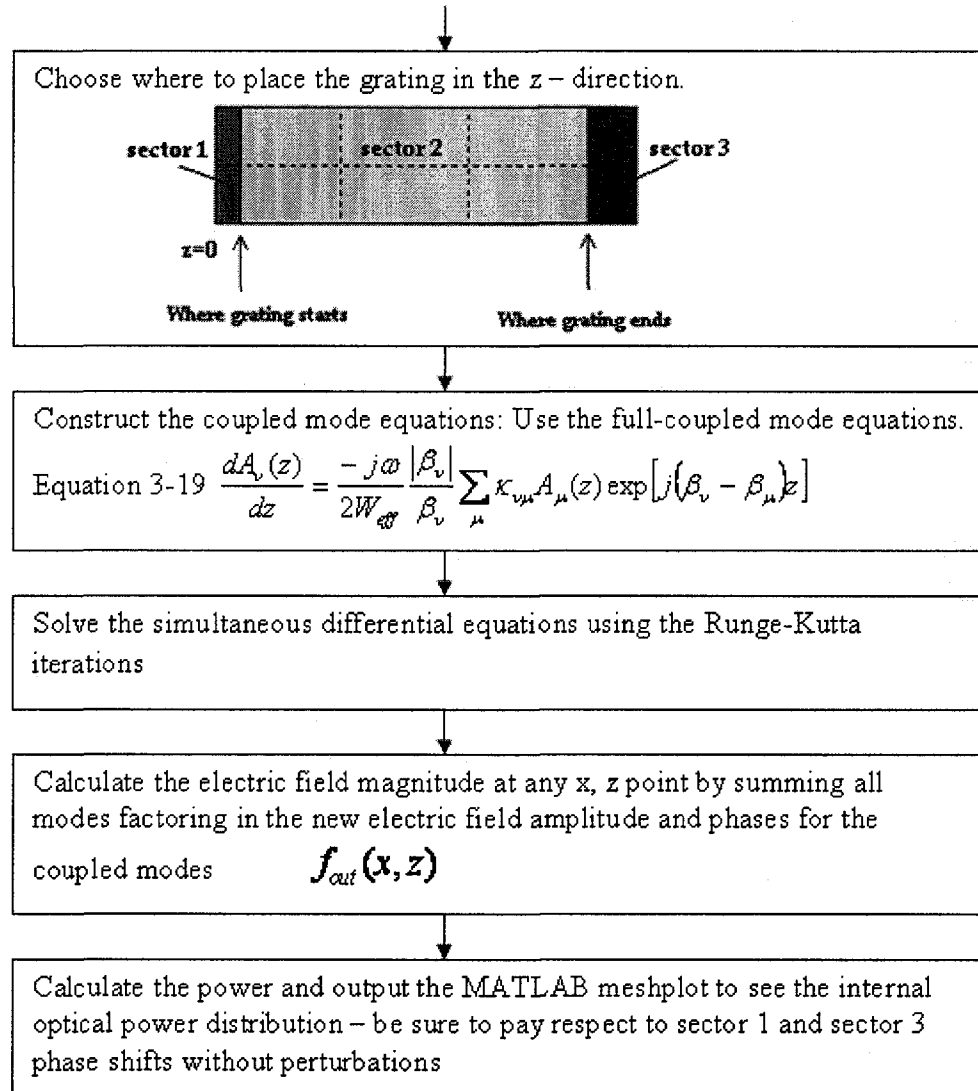 Choose where to place the grating in the z – direction.
sector 1
sector 2
sector 3
z=0
Where grating starts
Where grating ends
Construct the coupled mode equations: Use the full-coupled mode equations.
Equation 3-19 dA_ν(z)/dz = −jω/2W_eff |β_ν|/β_ν ∑_μ κ_νμ A_μ(z) exp[j(β_ν − β_μ)z]
Solve the simultaneous differential equations using the Runge-Kutta
iterations
Calculate the electric field magnitude at any x, z point by summing all
modes factoring in the new electric field amplitude and phases for the
coupled modes f_out(x,z)
Calculate the power and output the MATLAB meshplot to see the internal
optical power distribution – be sure to pay respect to sector 1 and sector 3
phase shifts without perturbations